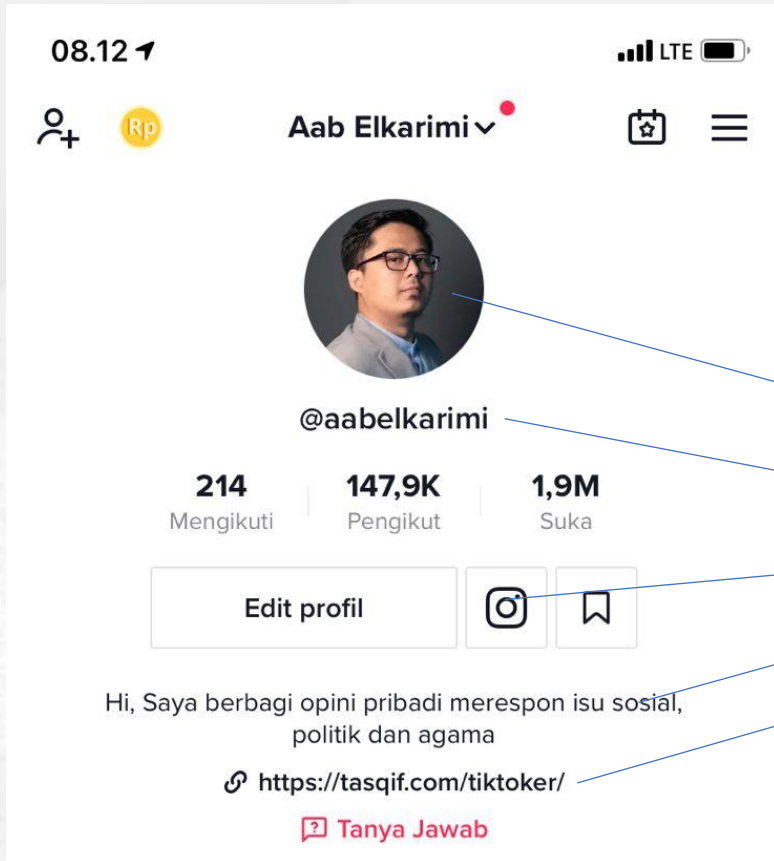 08.12
LTE
Rp
Aab Elkarimi
@aabelkarimi
214 147,9K 1,9M
Mengikuti Pengikut Suka
Edit profil
Hi, Saya berbagi opini pribadi merespon isu sosial,
politik dan agama
https://tasqif.com/tiktoker/
? Tanya Jawab